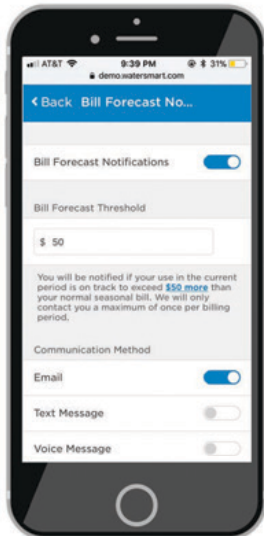 AT&T 9:39 PM 31%
demo.watersmart.com
Back Bill Forecast No...
Bill Forecast Notifications
Bill Forecast Threshold
$ 50
You will be notified if your use in the current
period is on track to exceed $50 more than
your normal seasonal bill. We will only
contact you a maximum of once per billing
period.
Communication Method
Email
Text Message
Voice Message